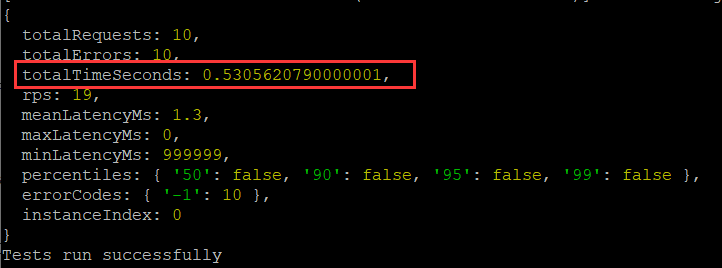 {
  totalRequests: 10,
  totalErrors: 10,
  totalTimeSeconds: 0.5305620790000001,
  rps: 19,
  meanLatencyMs: 1.3,
  maxLatencyMs: 0,
  minLatencyMs: 999999,
  percentiles: { '50': false, '90': false, '95': false, '99': false },
  errorCodes: { '-1': 10 },
  instanceIndex: 0
}
Tests run successfully